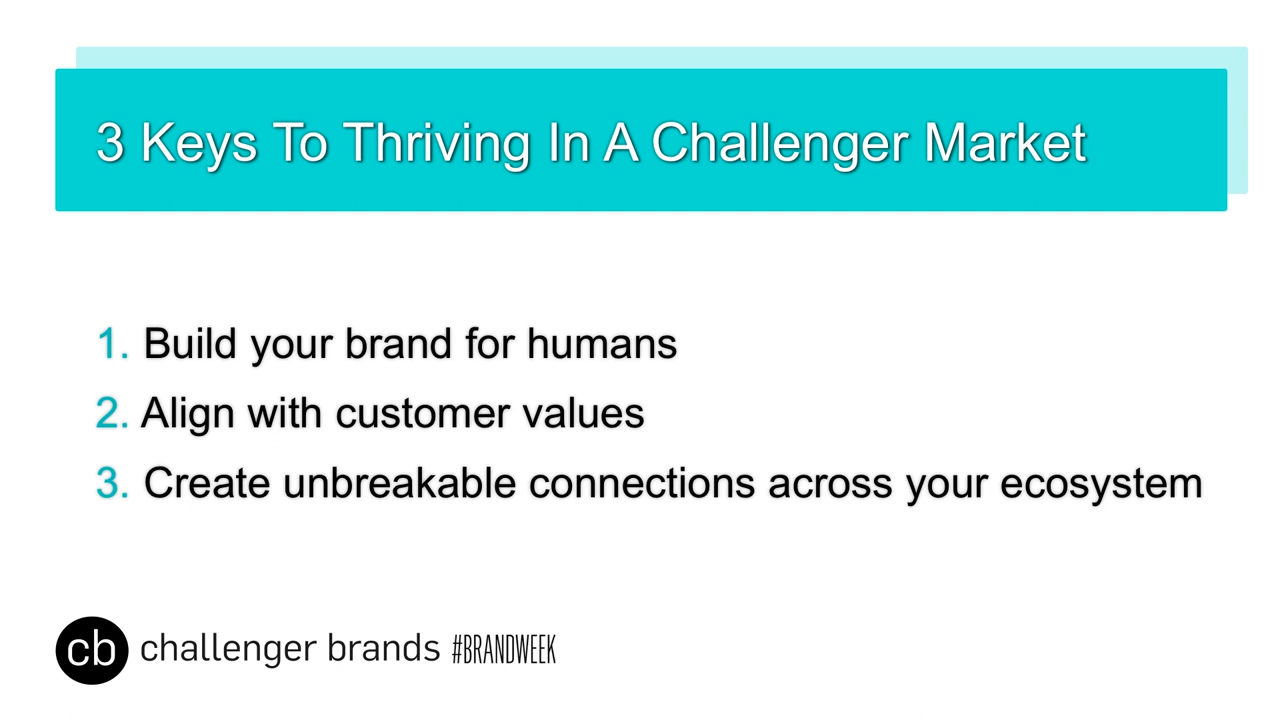 3 Keys To Thriving In A Challenger Market
1. Build your brand for humans
2. Align with customer values
3. Create unbreakable connections across your ecosystem
cb challenger brands #BRANDWEEK